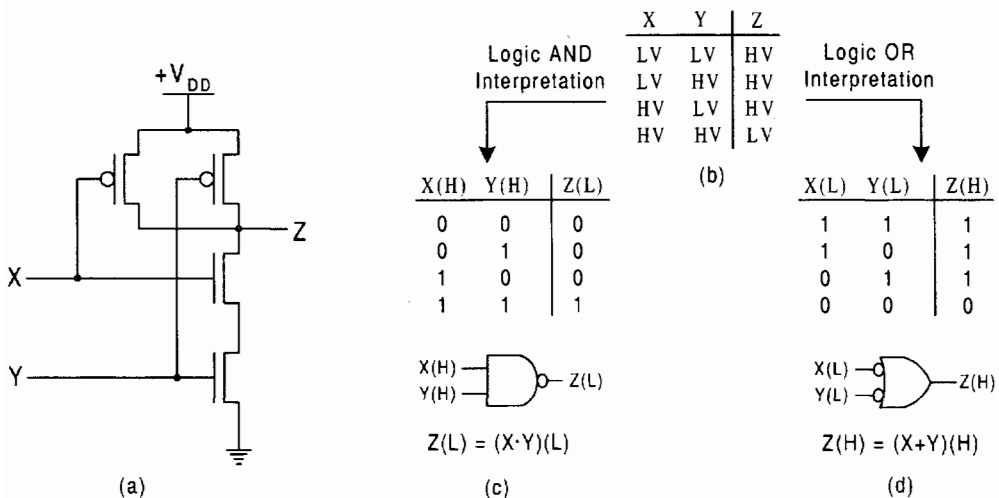 +V DD
X
Y
Z
(a)
X Y Z
LV LV HV
LV HV HV
HV LV HV
HV HV LV
(b)
Logic AND
Interpretation
Logic OR
Interpretation
X(H) Y(H) Z(L)
0 0 0
0 1 0
1 0 0
1 1 1
X(H)
Y(H)
Z(L)
Z(L) = (X·Y)(L)
(c)
X(L) Y(L) Z(H)
1 1 1
1 0 1
0 1 1
0 0 0
X(L)
Y(L)
Z(H)
Z(H) = (X+Y)(H)
(d)